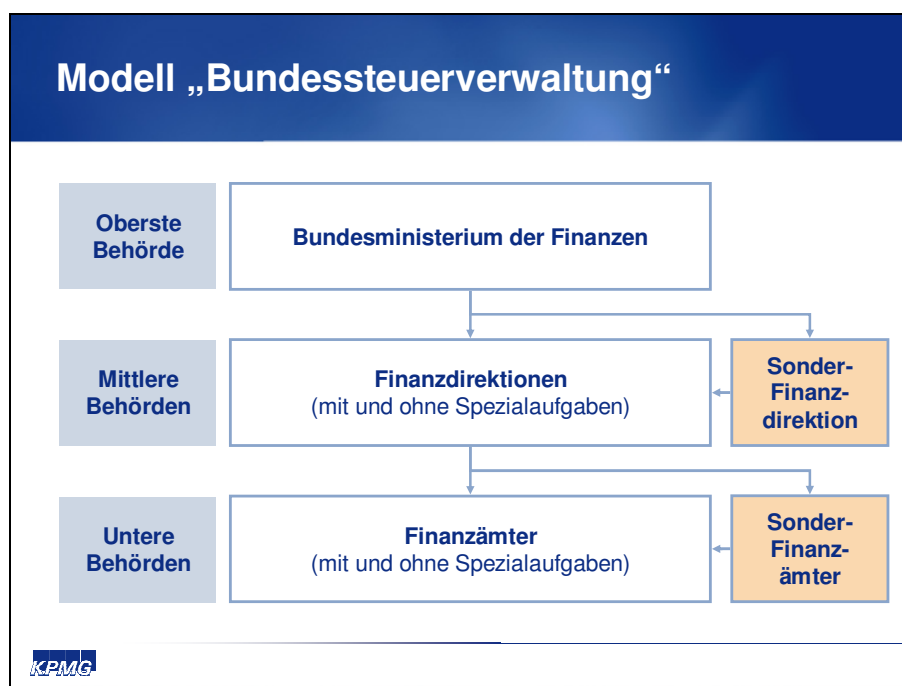 Modell „Bundessteuerverwaltung“
Oberste
Behörde
Bundesministerium der Finanzen
Mittlere
Behörden
Finanzdirektionen
(mit und ohne Spezialaufgaben)
Sonder-
Finanz-
direktion
Untere
Behörden
Finanzämter
(mit und ohne Spezialaufgaben)
Sonder-
Finanz-
ämter
KPMG